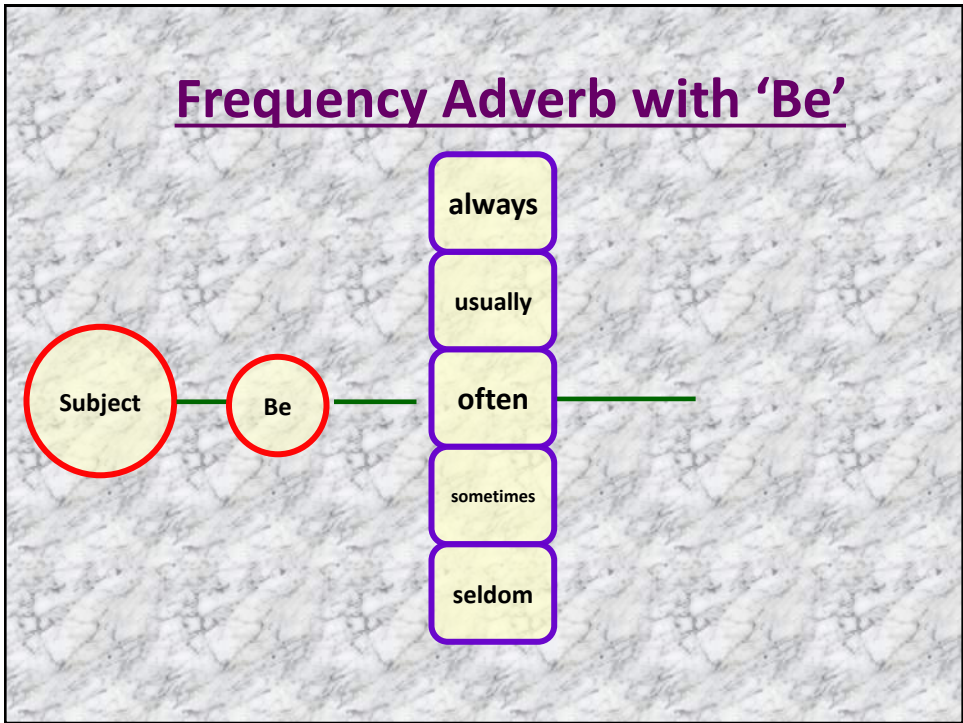 Frequency Adverb with ‘Be’
always
usually
Subject
Be
often
sometimes
seldom